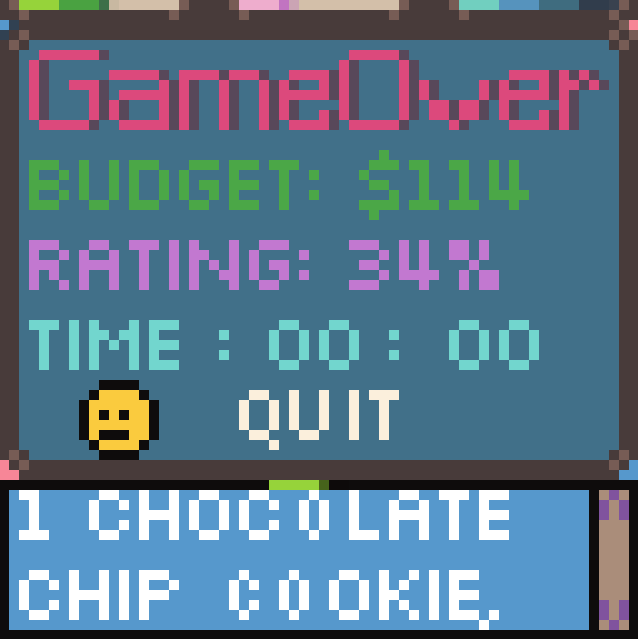 GameOver
BUDGET: $114
RATING: 34%
TIME : 00 : 00
QUIT
1 CHOCOLATE
CHIP COOKIE,